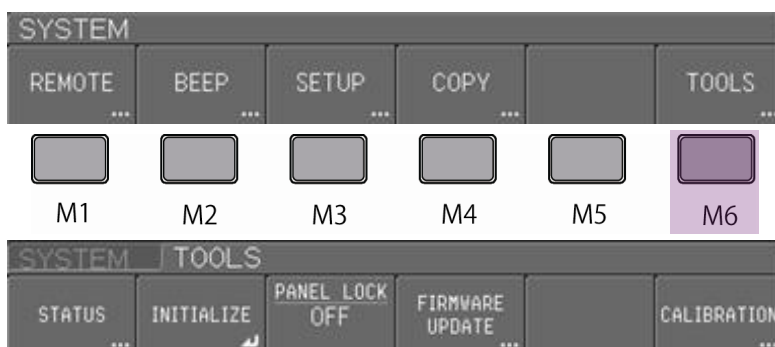 SYSTEM
REMOTE BEEP SETUP COPY TOOLS
M1 M2 M3 M4 M5 M6
SYSTEM TOOLS
STATUS INITIALIZE PANEL LOCK OFF FIRMWARE UPDATE CALIBRATION